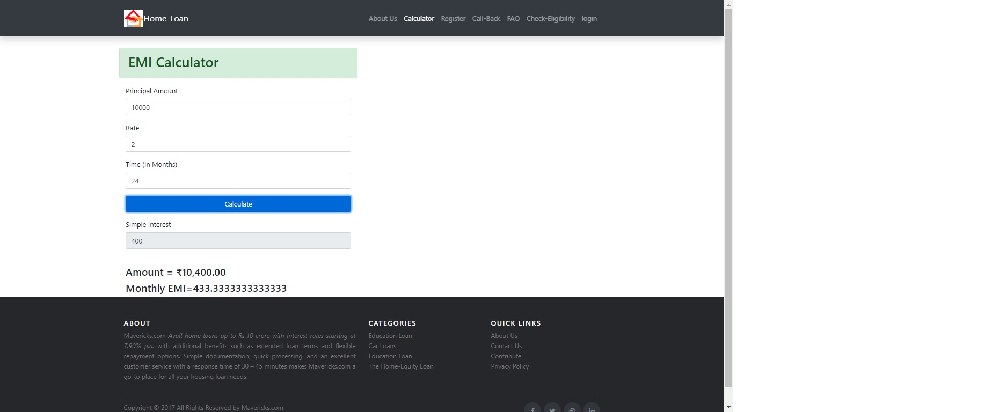 Home-Loan
About Us Calculator Register Call-Back FAQ Check-Eligibility login
EMI Calculator
Principal Amount
10000
Rate
2
Time (In Months)
24
Calculate
Simple Interest
400
Amount = ₹10,400.00
Monthly EMI=433.3333333333333
ABOUT
Mavericks.com Avail home loans up to Rs.10 crore with interest rates starting at
7.90% p.a. with additional benefits such as extended loan terms and flexible
repayment options. Simple documentation, quick processing, and an excellent
customer service with a response time of 30 – 45 minutes makes Mavericks.com a
go-to place for all your housing loan needs.
CATEGORIES
Education Loan
Car Loans
Education Loan
The Home-Equity Loan
QUICK LINKS
About Us
Contact Us
Contribute
Privacy Policy
Copyright © 2017 All Rights Reserved by Mavericks.com.